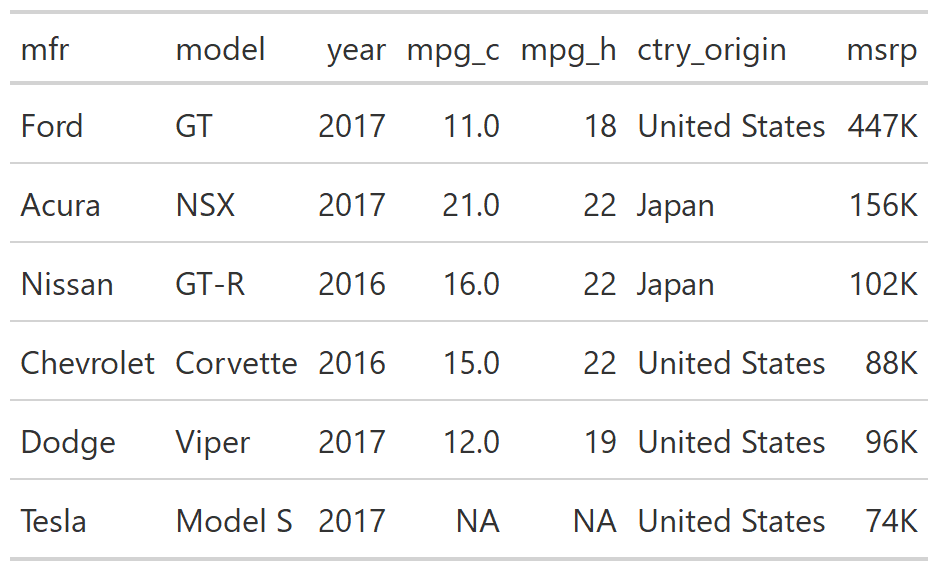 mfr model year mpg_c mpg_h ctry_origin msrp
Ford GT 2017 11.0 18 United States 447K
Acura NSX 2017 21.0 22 Japan 156K
Nissan GT-R 2016 16.0 22 Japan 102K
Chevrolet Corvette 2016 15.0 22 United States 88K
Dodge Viper 2017 12.0 19 United States 96K
Tesla Model S 2017 NA NA United States 74K